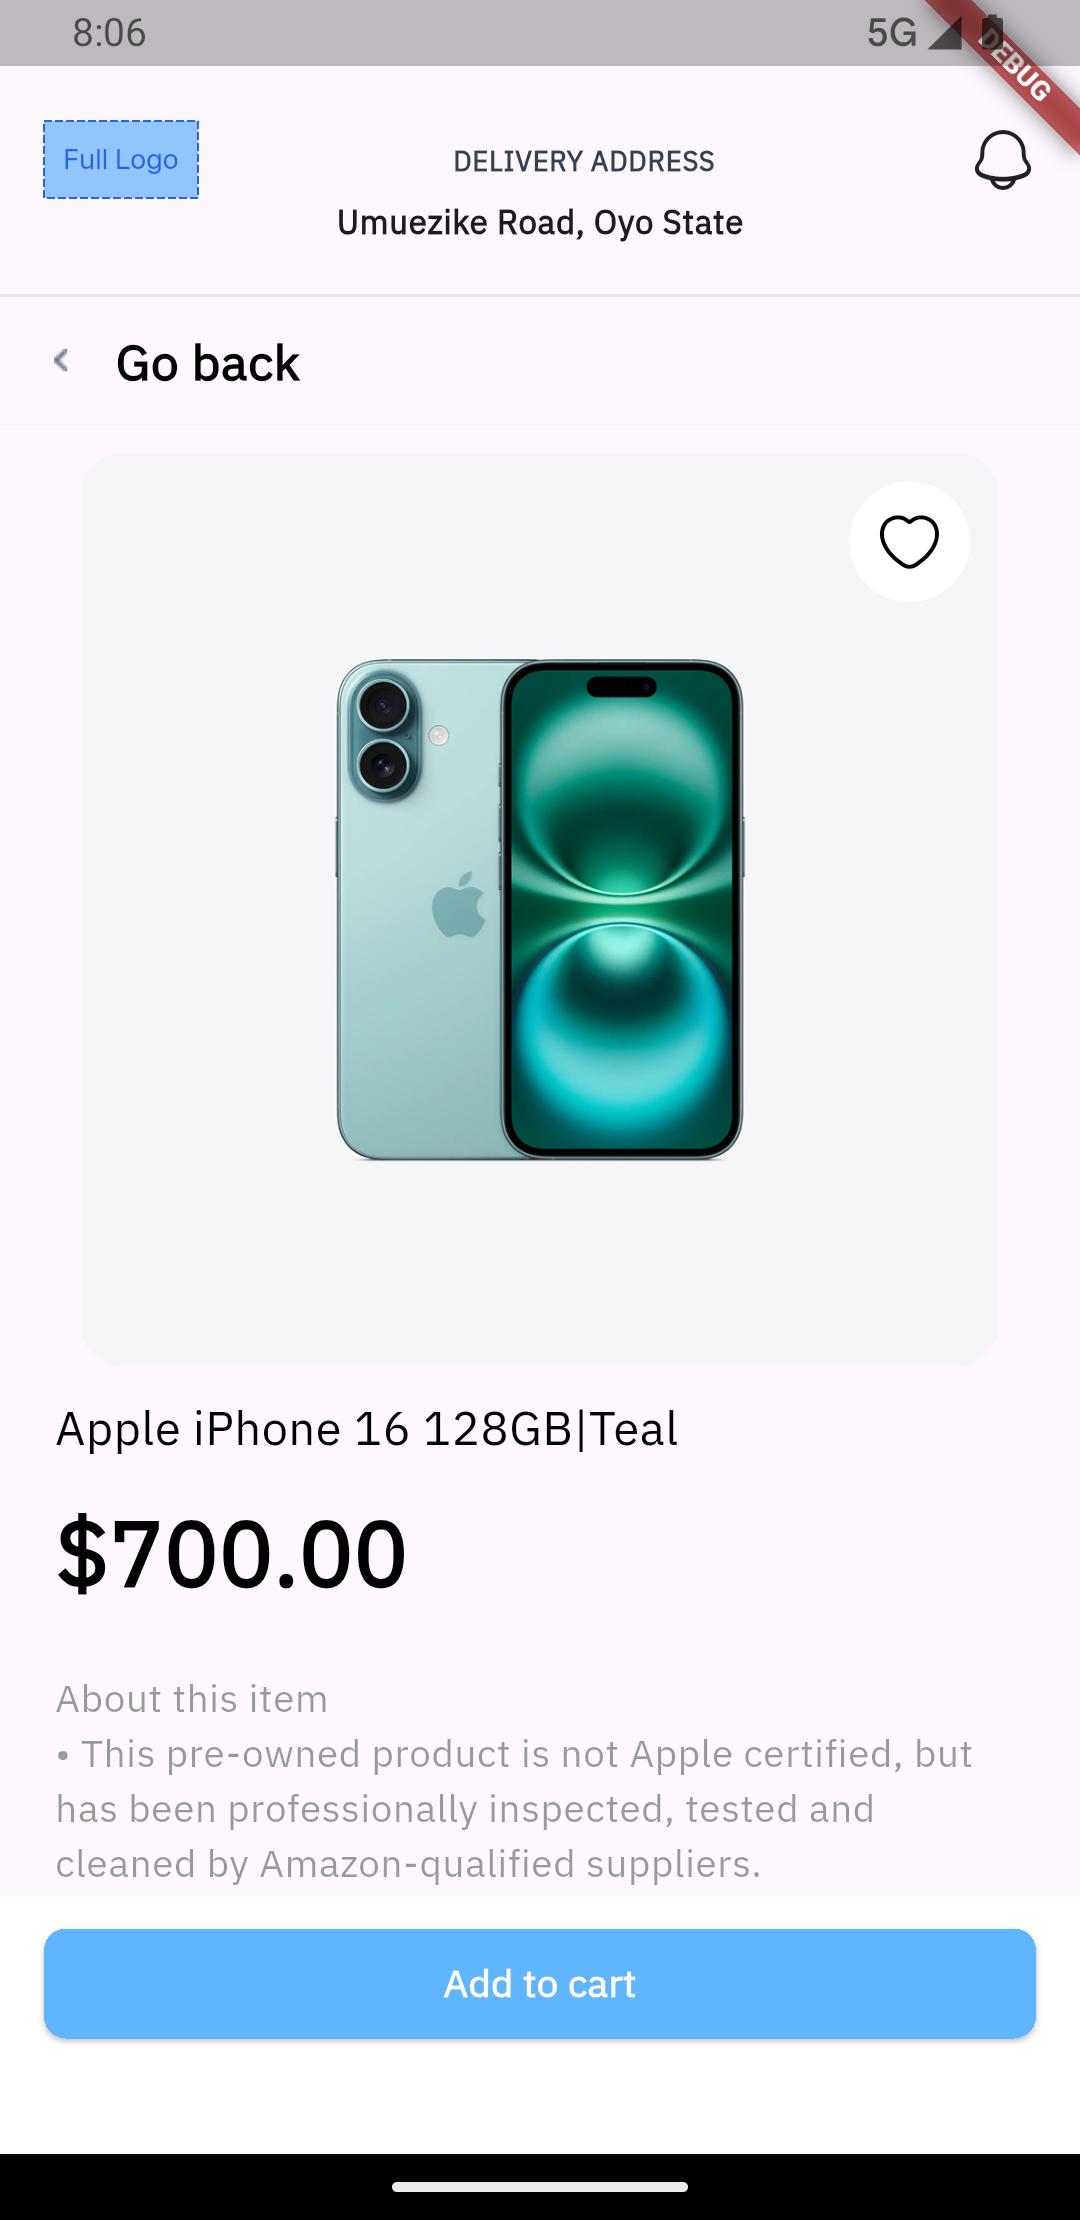 8:06
5G
DEBUG
Full Logo
DELIVERY ADDRESS
Umuezike Road, Oyo State
Go back
Apple iPhone 16 128GB|Teal
$700.00
About this item
• This pre-owned product is not Apple certified, but
has been professionally inspected, tested and
cleaned by Amazon-qualified suppliers.
Add to cart